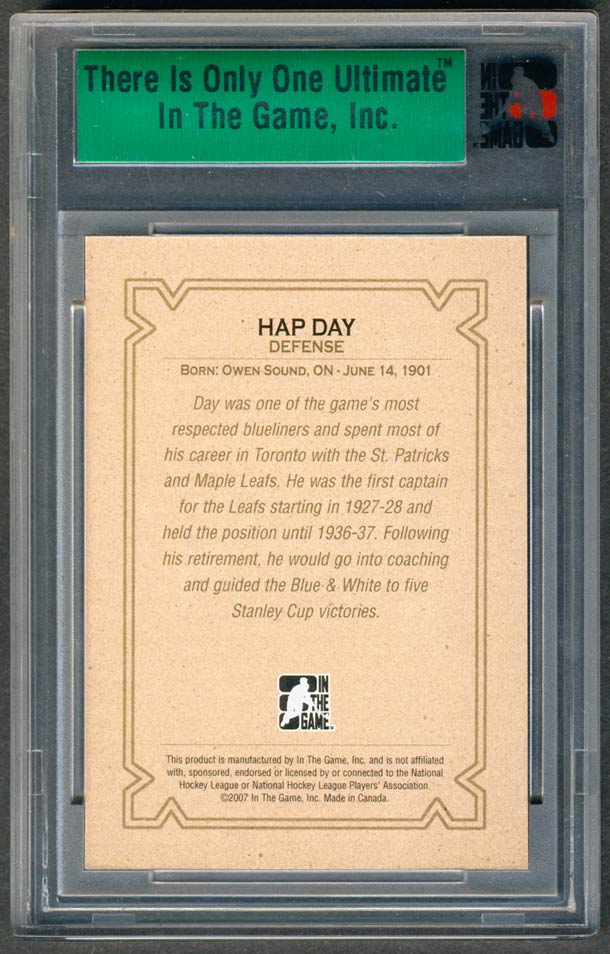 There Is Only One Ultimate™
In The Game, Inc.
IN
THE
GAME
HAP DAY
DEFENSE
BORN: OWEN SOUND, ON - JUNE 14, 1901
Day was one of the game's most
respected blueliners and spent most of
his career in Toronto with the St. Patricks
and Maple Leafs. He was the first captain
for the Leafs starting in 1927-28 and
held the position until 1936-37. Following
his retirement, he would go into coaching
and guided the Blue & White to five
Stanley Cup victories.
IN
THE
GAME
This product is manufactured by In The Game, Inc. and is not affiliated
with, sponsored, endorsed or licensed by or connected to the National
Hockey League or National Hockey League Players' Association.
©2007 In The Game, Inc. Made in Canada.